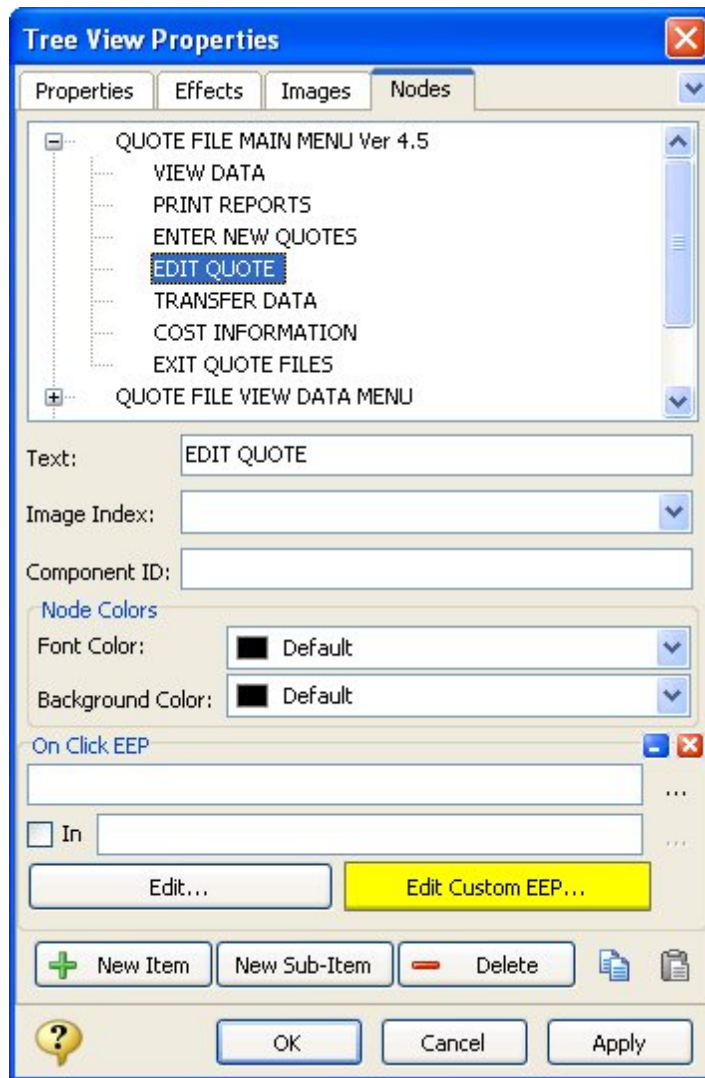 Tree View Properties
Properties Effects Images Nodes
QUOTE FILE MAIN MENU Ver 4.5
VIEW DATA
PRINT REPORTS
ENTER NEW QUOTES
EDIT QUOTE
TRANSFER DATA
COST INFORMATION
EXIT QUOTE FILES
QUOTE FILE VIEW DATA MENU
Text: EDIT QUOTE
Image Index:
Component ID:
Node Colors
Font Color: Default
Background Color: Default
On Click EEP
...
In ...
Edit... Edit Custom EEP...
New Item New Sub-Item Delete
? OK Cancel Apply